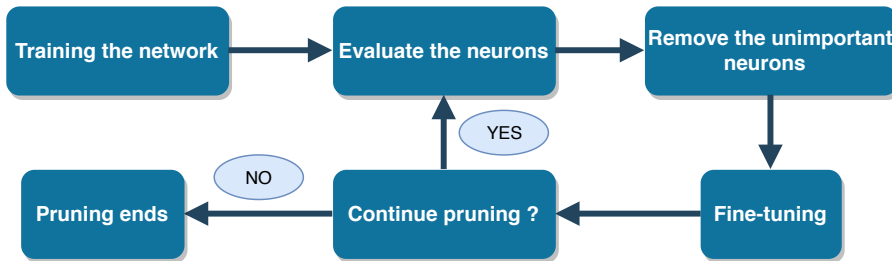 Training the network
Evaluate the neurons
Remove the unimportant
neurons
YES
NO
Pruning ends
Continue pruning ?
Fine-tuning